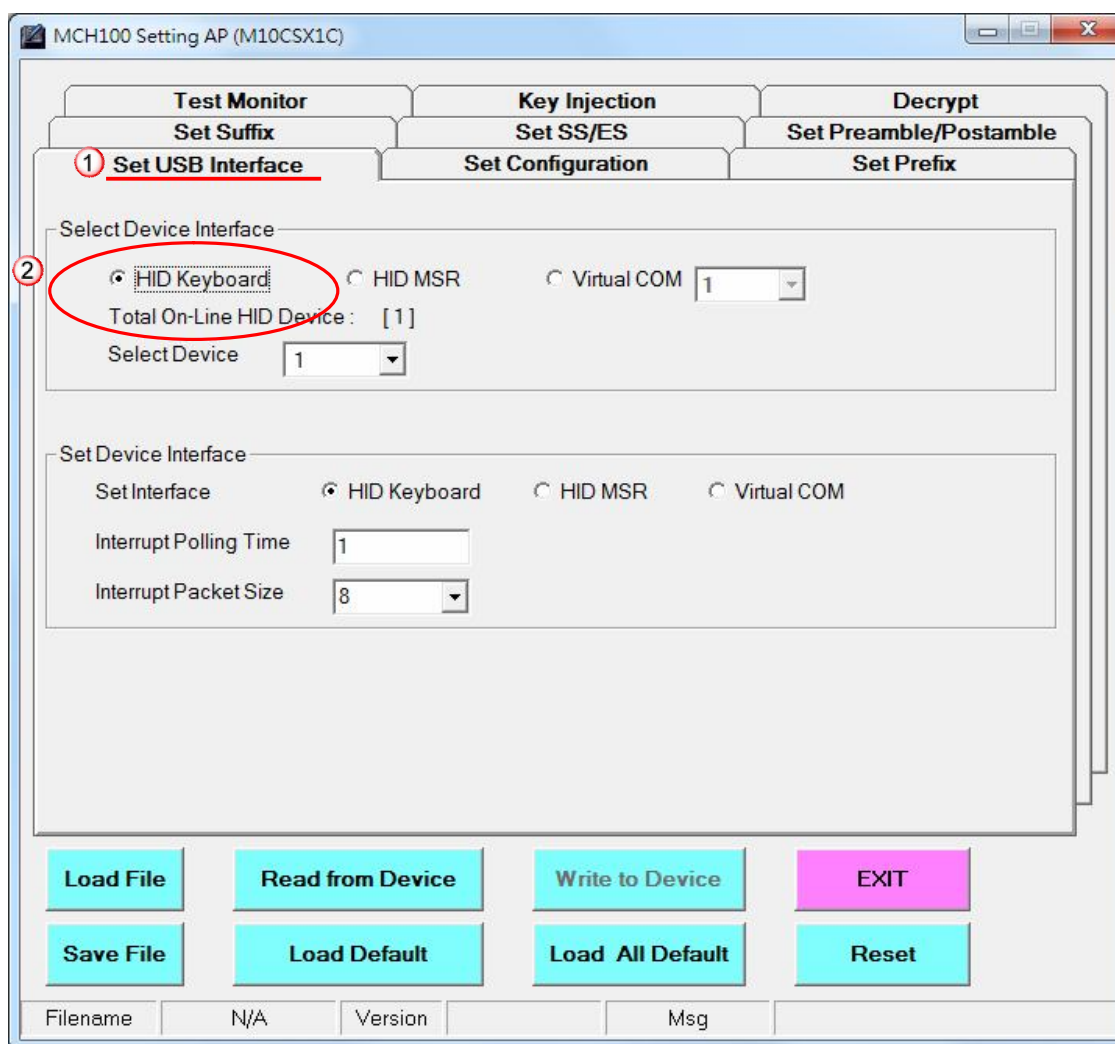 MCH100 Setting AP (M10CSX1C)
Test Monitor Key Injection Decrypt
Set Suffix Set SS/ES Set Preamble/Postamble
1 Set USB Interface Set Configuration Set Prefix
Select Device Interface
2 HID Keyboard HID MSR Virtual COM 1
Total On-Line HID Device : [ 1 ]
Select Device 1
Set Device Interface
Set Interface HID Keyboard HID MSR Virtual COM
Interrupt Polling Time 1
Interrupt Packet Size 8
Load File Read from Device Write to Device EXIT
Save File Load Default Load All Default Reset
Filename N/A Version Msg